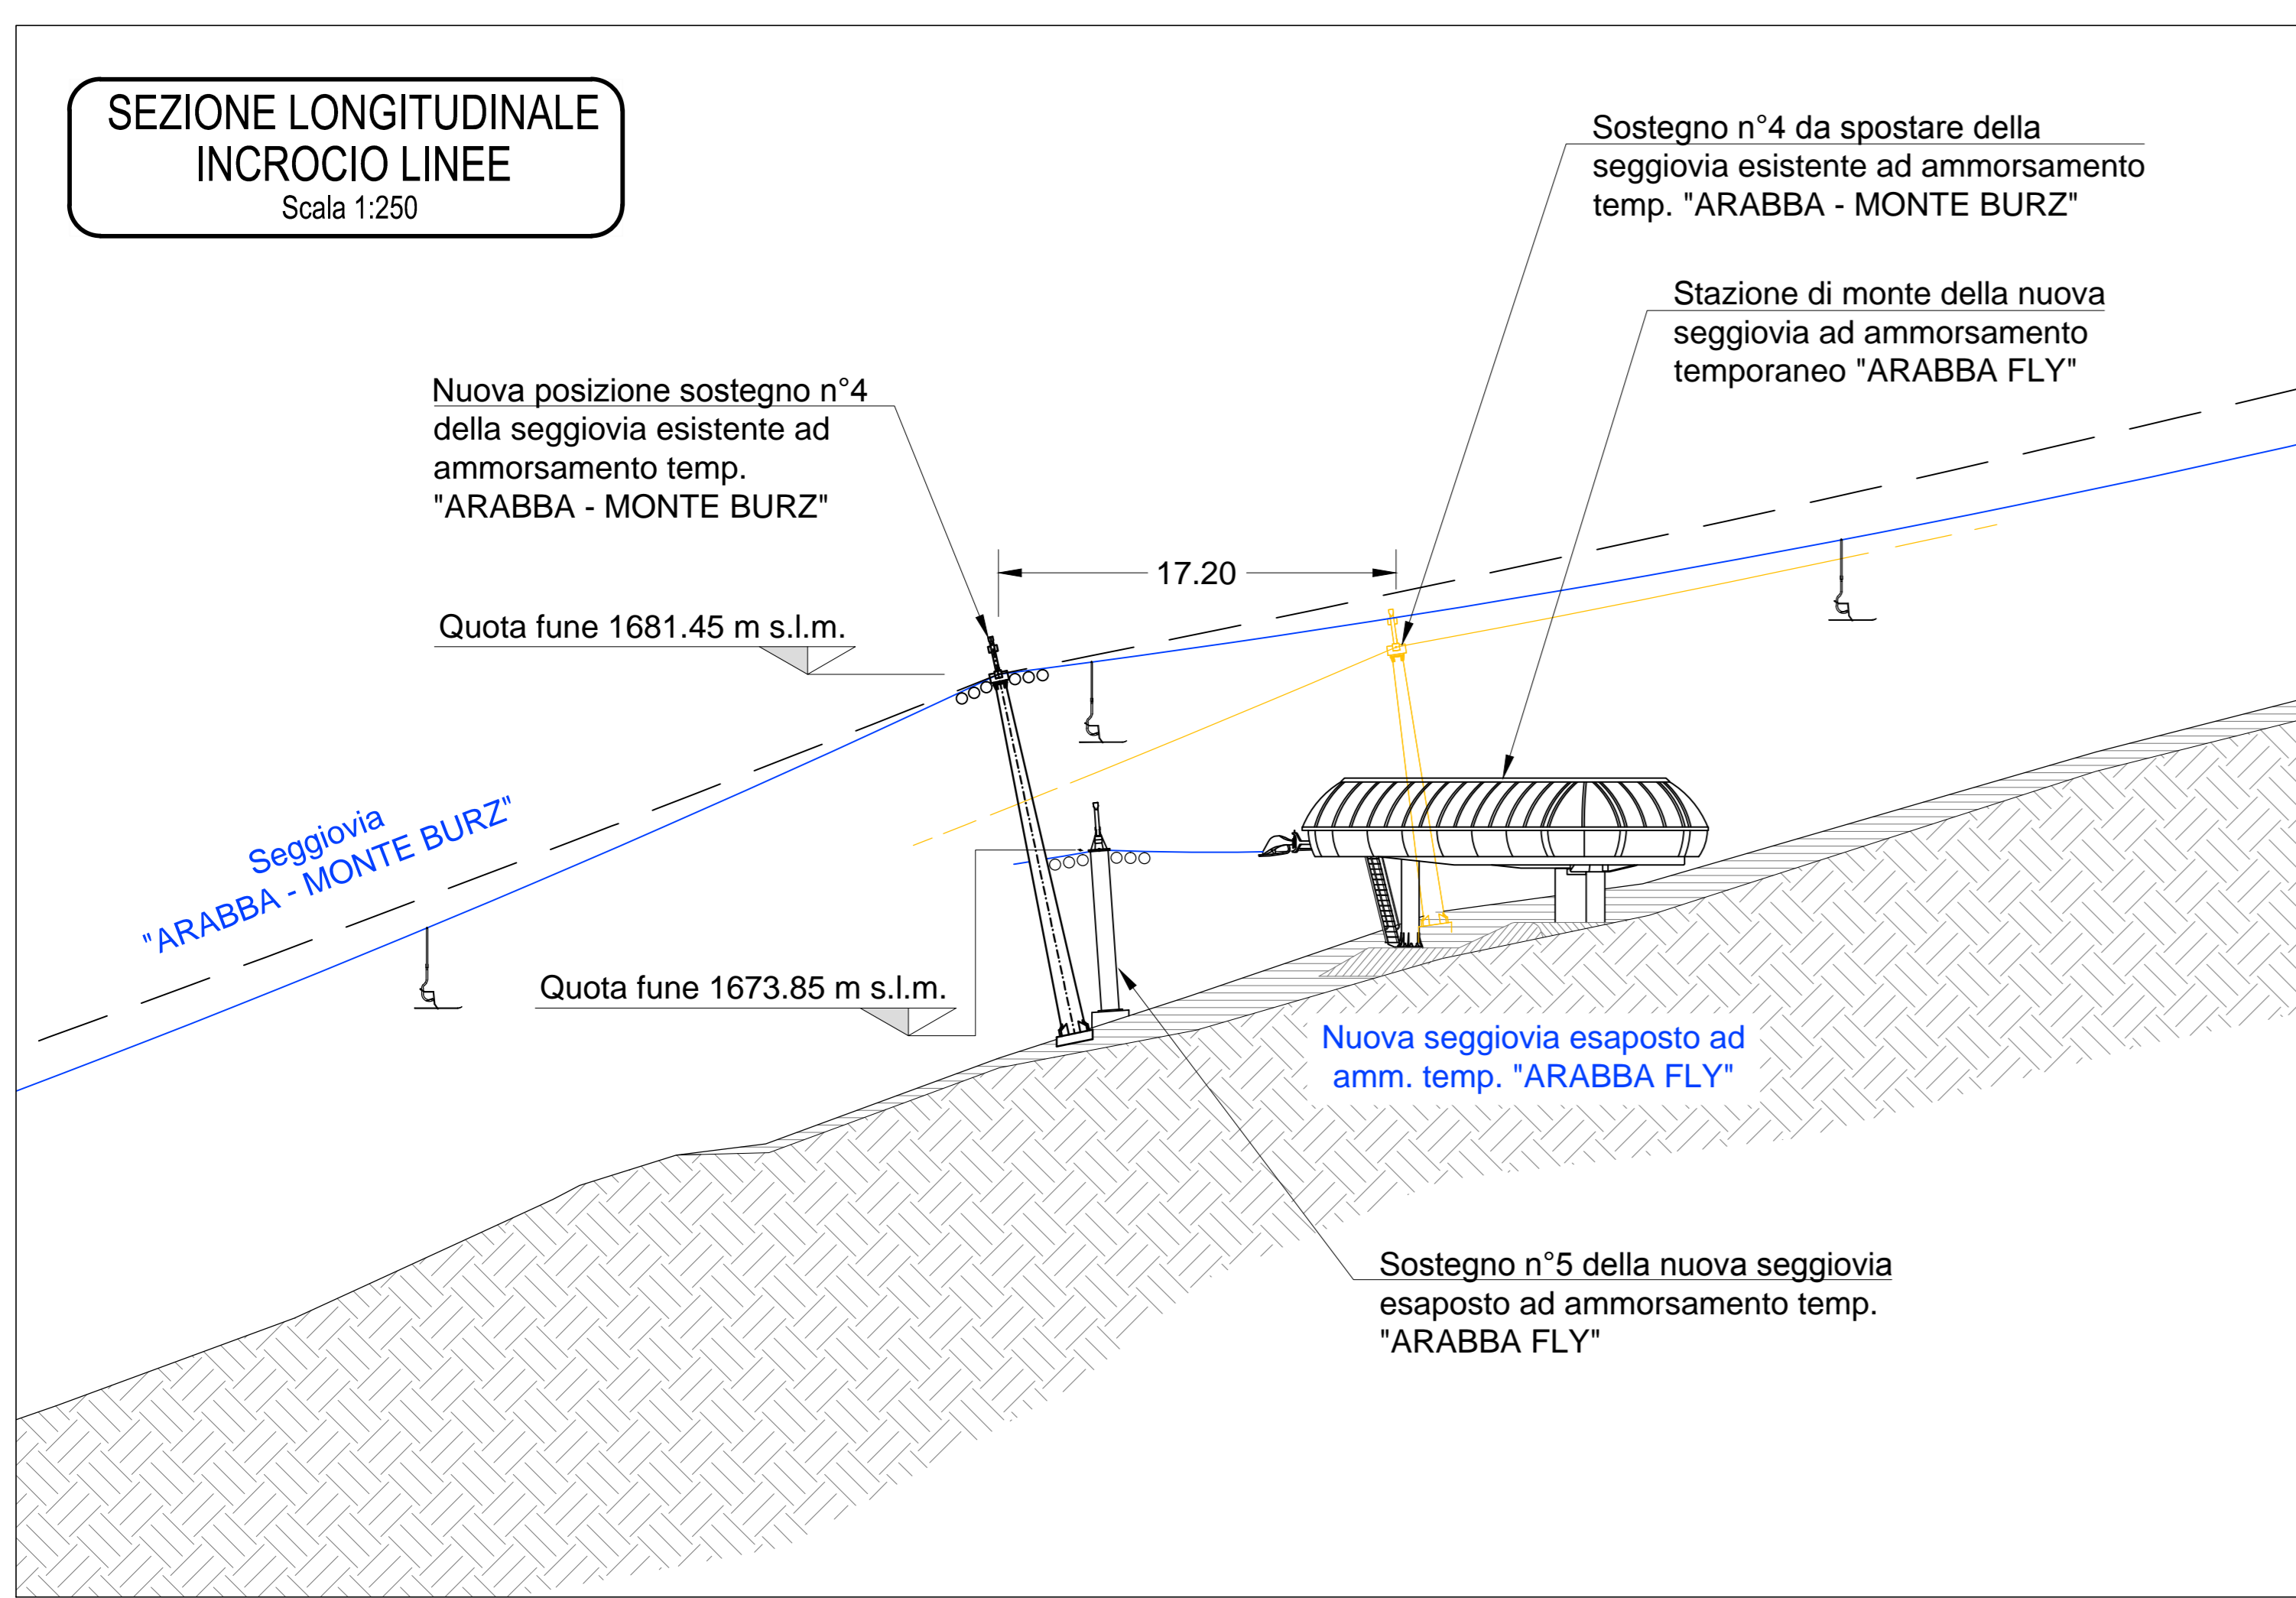 SEZIONE LONGITUDINALE
INCROCIO LINEE
Scala 1:250
Sostegno n°4 da spostare della
seggiovia esistente ad ammorsamento
temp. "ARABBA - MONTE BURZ"
Stazione di monte della nuova
seggiovia ad ammorsamento
temporaneo "ARABBA FLY"
Nuova posizione sostegno n°4
della seggiovia esistente ad
ammorsamento temp.
"ARABBA - MONTE BURZ"
17.20
Quota fune 1681.45 m s.l.m.
Seggiovia
"ARABBA - MONTE BURZ"
Quota fune 1673.85 m s.l.m.
Nuova seggiovia esaposto ad
amm. temp. "ARABBA FLY"
Sostegno n°5 della nuova seggiovia
esaposto ad ammorsamento temp.
"ARABBA FLY"